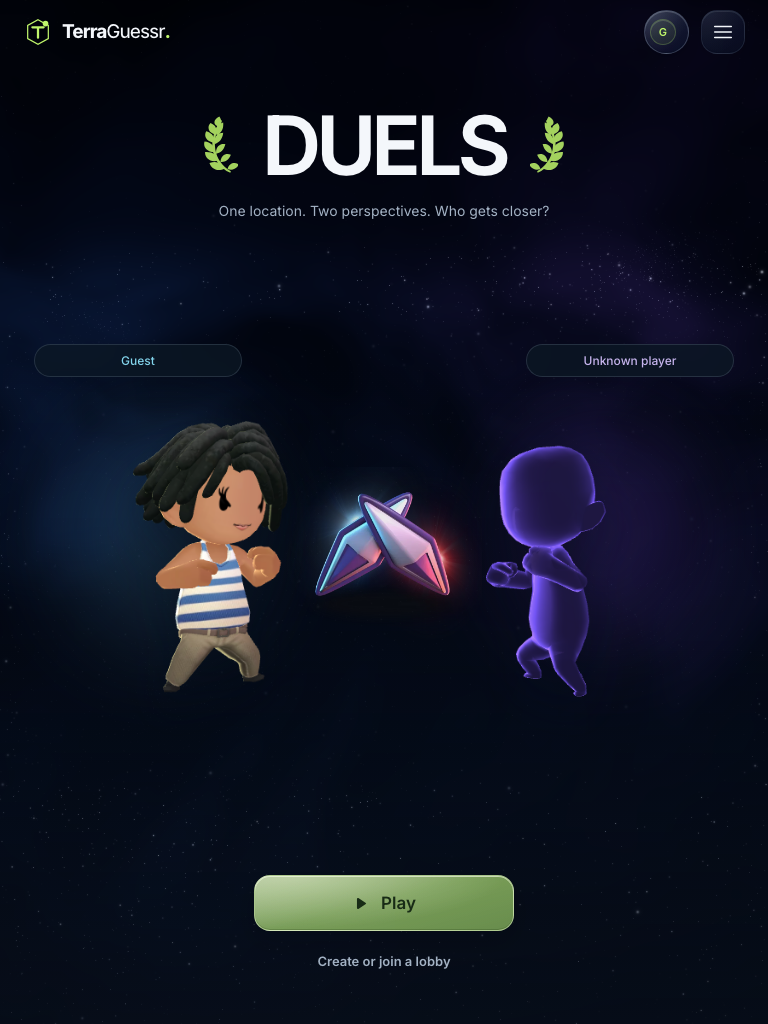 TerraGuessr.
G
DUELS
One location. Two perspectives. Who gets closer?
Guest
Unknown player
Play
Create or join a lobby